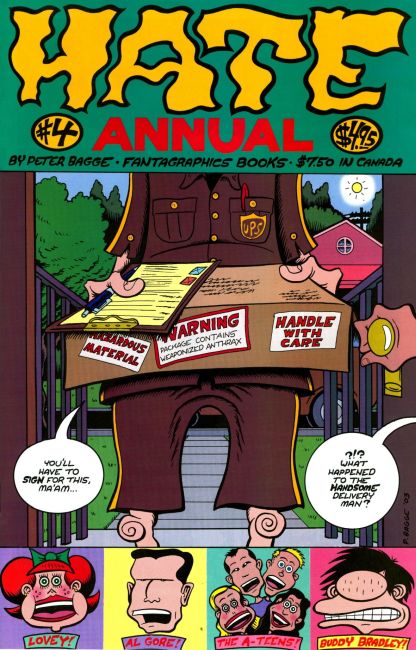 HATE
#4
ANNUAL
$4.95
BY PETER BAGGE • FANTAGRAPHICS BOOKS • $7.50 IN CANADA
UPS
HAZARDOUS
MATERIAL
WARNING
PACKAGE CONTAINS
WEAPONIZED ANTHRAX
HANDLE
WITH
CARE
YOU'LL
HAVE TO
SIGN FOR THIS,
MA'AM...
?!?
WHAT
HAPPENED
TO THE
HANDSOME
DELIVERY
MAN?
P. BAGGE '03
LOVEY!
AL GORE!
THE A-TEENS!
BUDDY BRADLEY!